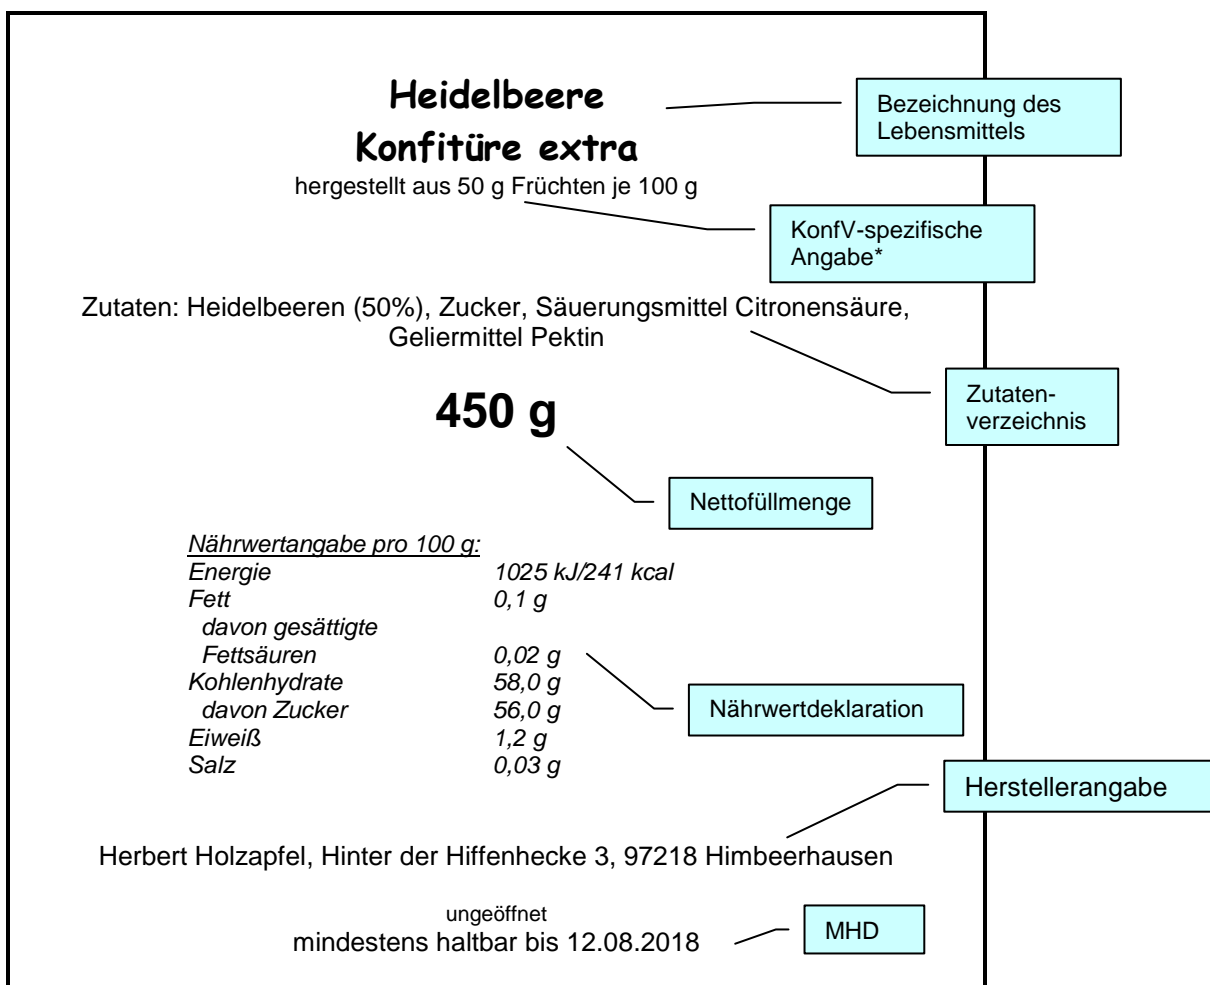 Heidelbeere
Konfitüre extra
hergestellt aus 50 g Früchten je 100 g
Bezeichnung des
Lebensmittels
KonfV-spezifische
Angabe*
Zutaten: Heidelbeeren (50%), Zucker, Säuerungsmittel Citronensäure,
Geliermittel Pektin
Zutaten-
verzeichnis
450 g
Nettofüllmenge
Nährwertangabe pro 100 g:
Energie 1025 kJ/241 kcal
Fett 0,1 g
davon gesättigte
Fettsäuren 0,02 g
Kohlenhydrate 58,0 g
davon Zucker 56,0 g
Eiweiß 1,2 g
Salz 0,03 g
Nährwertdeklaration
Herstellerangabe
Herbert Holzapfel, Hinter der Hiffenhecke 3, 97218 Himbeerhausen
ungeöffnet
mindestens haltbar bis 12.08.2018
MHD